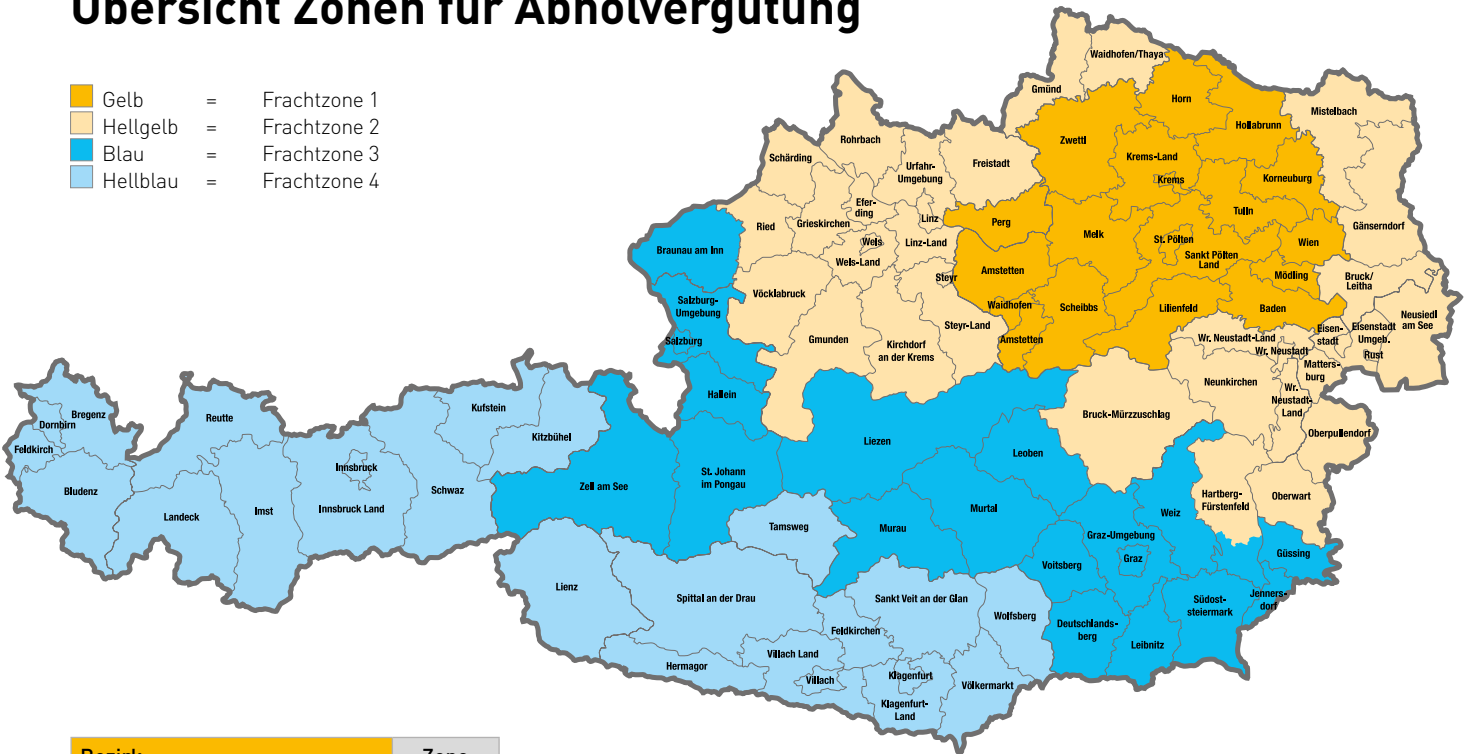 Übersicht Zonen für Abholvergütung
Gelb = Frachtzone 1
Hellgelb = Frachtzone 2
Blau = Frachtzone 3
Hellblau = Frachtzone 4
Waidhofen/Thaya
Gmünd
Horn
Mistelbach
Hollabrunn
Zwettl
Rohrbach
Schärding
Urfahr-
Umgebung
Freistadt
Krems-Land
Krems
Korneuburg
Efer-
ding
Tulln
Ried
Grieskirchen
Linz
Perg
Melk
Gänserndorf
Wels
Linz-Land
St. Pölten
Wien
Braunau am Inn
Wels-Land
Sankt Pölten
Land
Amstetten
Mödling
Steyr
Bruck/
Leitha
Vöcklabruck
Salzburg-
Umgebung
Waidhofen
Scheibbs
Lilienfeld
Baden
Neusiedl
am See
Steyr-Land
Eisen-
stadt
Eisenstadt
Umgeb.
Salzburg
Gmunden
Kirchdorf
an der Krems
Amstetten
Wr. Neustadt-Land
Wr. Neustadt
Rust
Matters-
burg
Neunkirchen
Wr.
Neustadt-
Land
Hallein
Kufstein
Bregenz
Dornbirn
Reutte
Bruck-Mürzzuschlag
Oberpullendorf
Kitzbühel
Liezen
Feldkirch
Leoben
Innsbruck
St. Johann
im Pongau
Zell am See
Bludenz
Schwaz
Hartberg-
Fürstenfeld
Oberwart
Landeck
Imst
Innsbruck Land
Murtal
Weiz
Tamsweg
Murau
Graz-Umgebung
Graz
Güssing
Voitsberg
Lienz
Spittal an der Drau
Sankt Veit an der Glan
Wolfsberg
Südost-
steiermark
Jenners-
dorf
Feldkirchen
Deutschlands-
berg
Leibnitz
Villach Land
Hermagor
Villach
Klagenfurt
Völkermarkt
Klagenfurt-
Land
Bezirk Zone